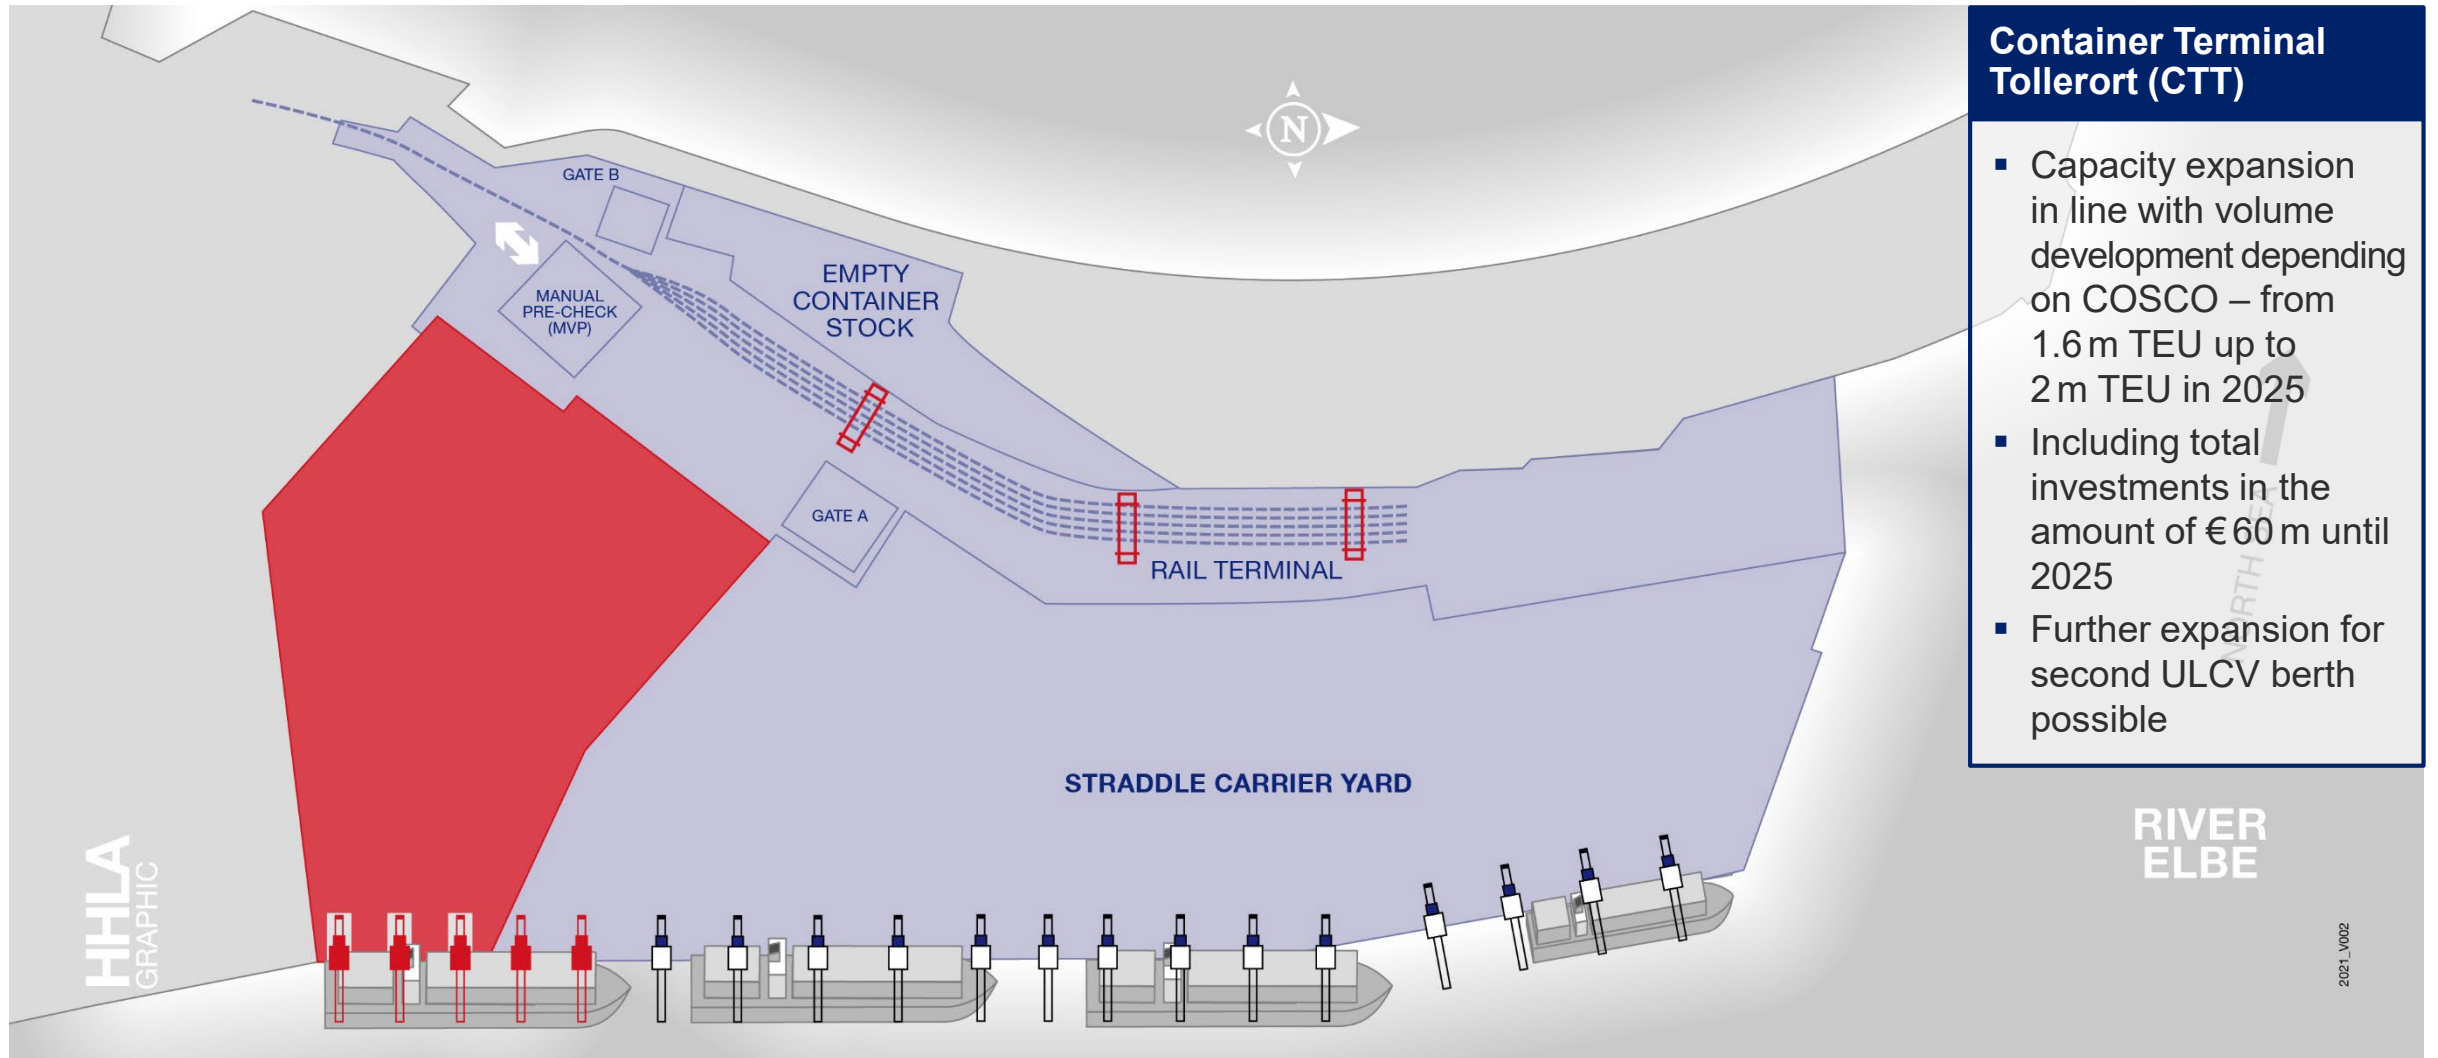 Container Terminal
Tollerort (CTT)
▪ Capacity expansion
in line with volume
development depending
on COSCO – from
1.6 m TEU up to
2 m TEU in 2025
▪ Including total
investments in the
amount of € 60 m until
2025
▪ Further expansion for
second ULCV berth
possible
N
GATE B
MANUAL
PRE-CHECK
(MVP)
EMPTY
CONTAINER
STOCK
GATE A
RAIL TERMINAL
STRADDLE CARRIER YARD
NORTH SEA
RIVER
ELBE
HHLA
GRAPHIC
2021_V002